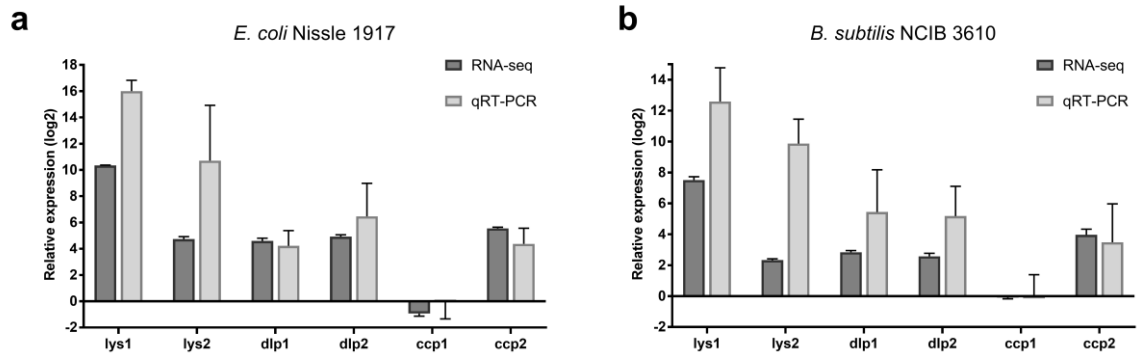 a
E. coli Nissle 1917
RNA-seq
qRT-PCR
Relative expression (log2)
18
16
14
12
10
8
6
4
2
0
-2
lys1 lys2 dlp1 dlp2 ccp1 ccp2
b
B. subtilis NCIB 3610
RNA-seq
qRT-PCR
Relative expression (log2)
14
12
10
8
6
4
2
0
-2
lys1 lys2 dlp1 dlp2 ccp1 ccp2